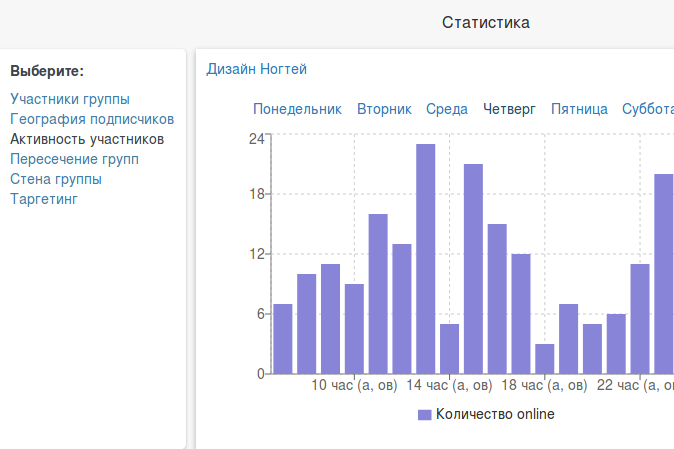 Статистика
Выберите:
Участники группы
География подписчиков
Активность участников
Пересечение групп
Стена группы
Таргетинг
Дизайн Ногтей
Понедельник Вторник Среда Четверг Пятница Суббота
24
18
12
6
0
10 час (а, ов) 14 час (а, ов) 18 час (а, ов) 22 час (а, ов
Количество online